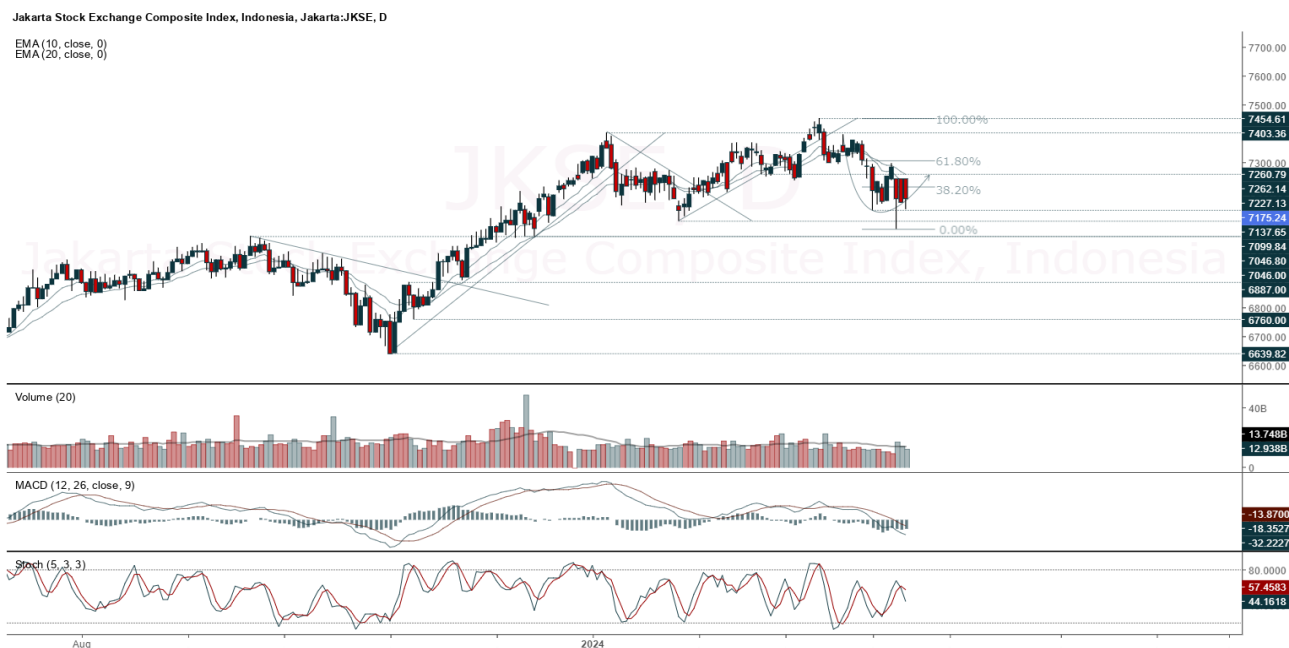 Jakarta Stock Exchange Composite Index, Indonesia, Jakarta:JKSE, D
EMA (10, close, 0)
EMA (20, close, 0)
JKSE, D
Jakarta Stock Exchange Composite Index, Indonesia
100.00%
61.80%
38.20%
0.00%
7700.00
7600.00
7500.00
7454.61
7403.36
7300.00
7260.79
7262.14
7227.13
7175.24
7137.65
7099.84
7046.80
7046.00
6887.00
6800.00
6760.00
6700.00
6639.82
6600.00
Volume (20)
40B
13.748B
12.938B
0
MACD (12, 26, close, 9)
-13.8700
-18.3527
-32.2227
Stoch (5, 3, 3)
80.0000
57.4583
44.1618
Aug
2024